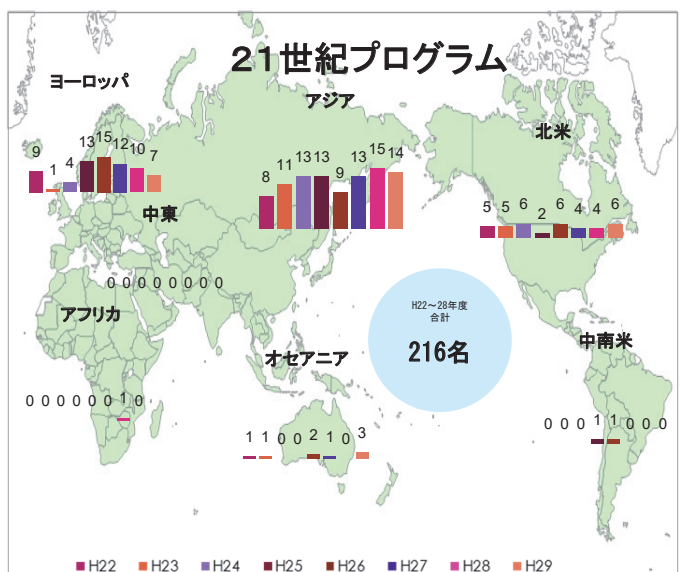 21世紀プログラム
ヨーロッパ
アジア
北米
9 1 4 13 15 12 10 7
8 11 13 13 9 13 15 14
5 5 6 2 6 4 4 6
中東
0 0 0 0 0 0 0 0
アフリカ
0 0 0 0 0 0 1 0
オセアニア
1 1 0 0 2 1 0 3
H22～28年度
合計
216名
中南米
0 0 0 1 1 0 0 0
H22 H23 H24 H25 H26 H27 H28 H29